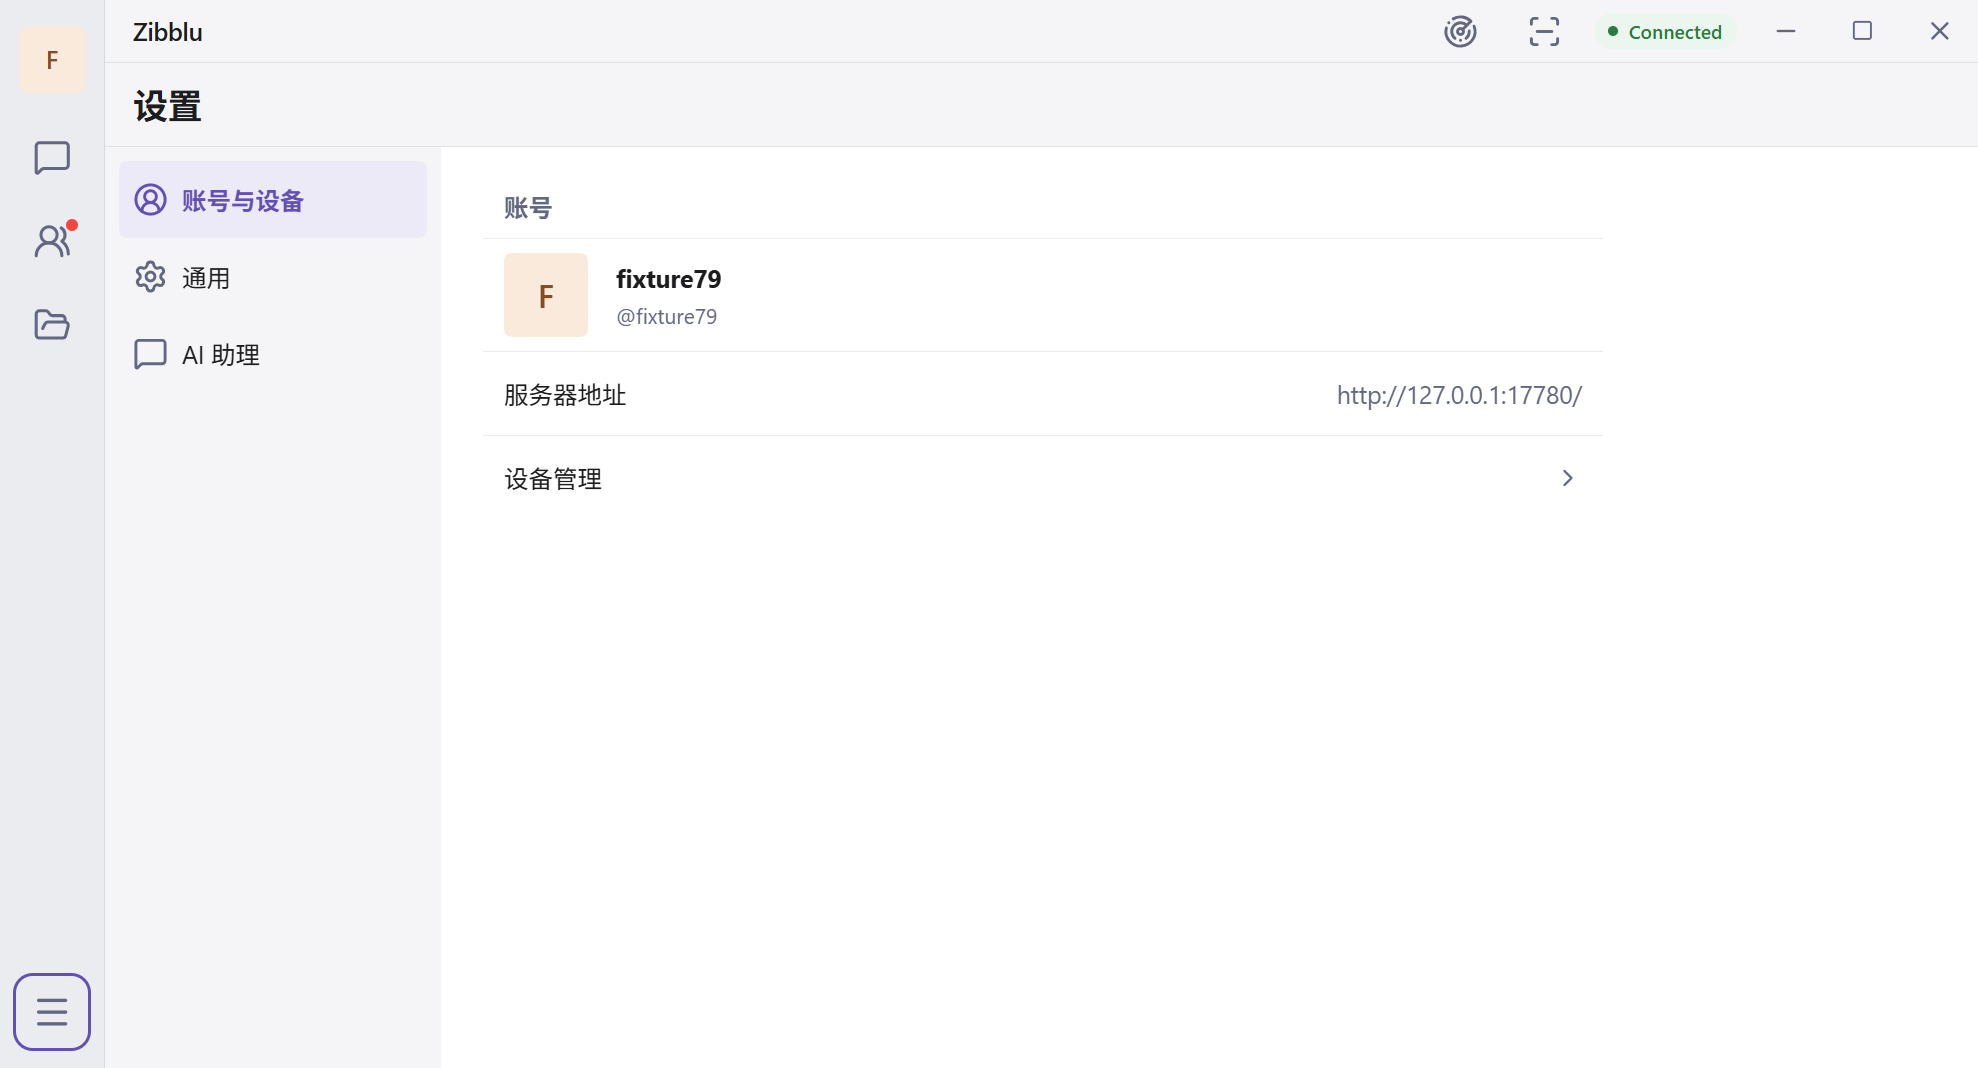 F
Zibblu
Connected
设置
账号与设备
通用
AI 助理
账号
F
fixture79
@fixture79
服务器地址
http://127.0.0.1:17780/
设备管理